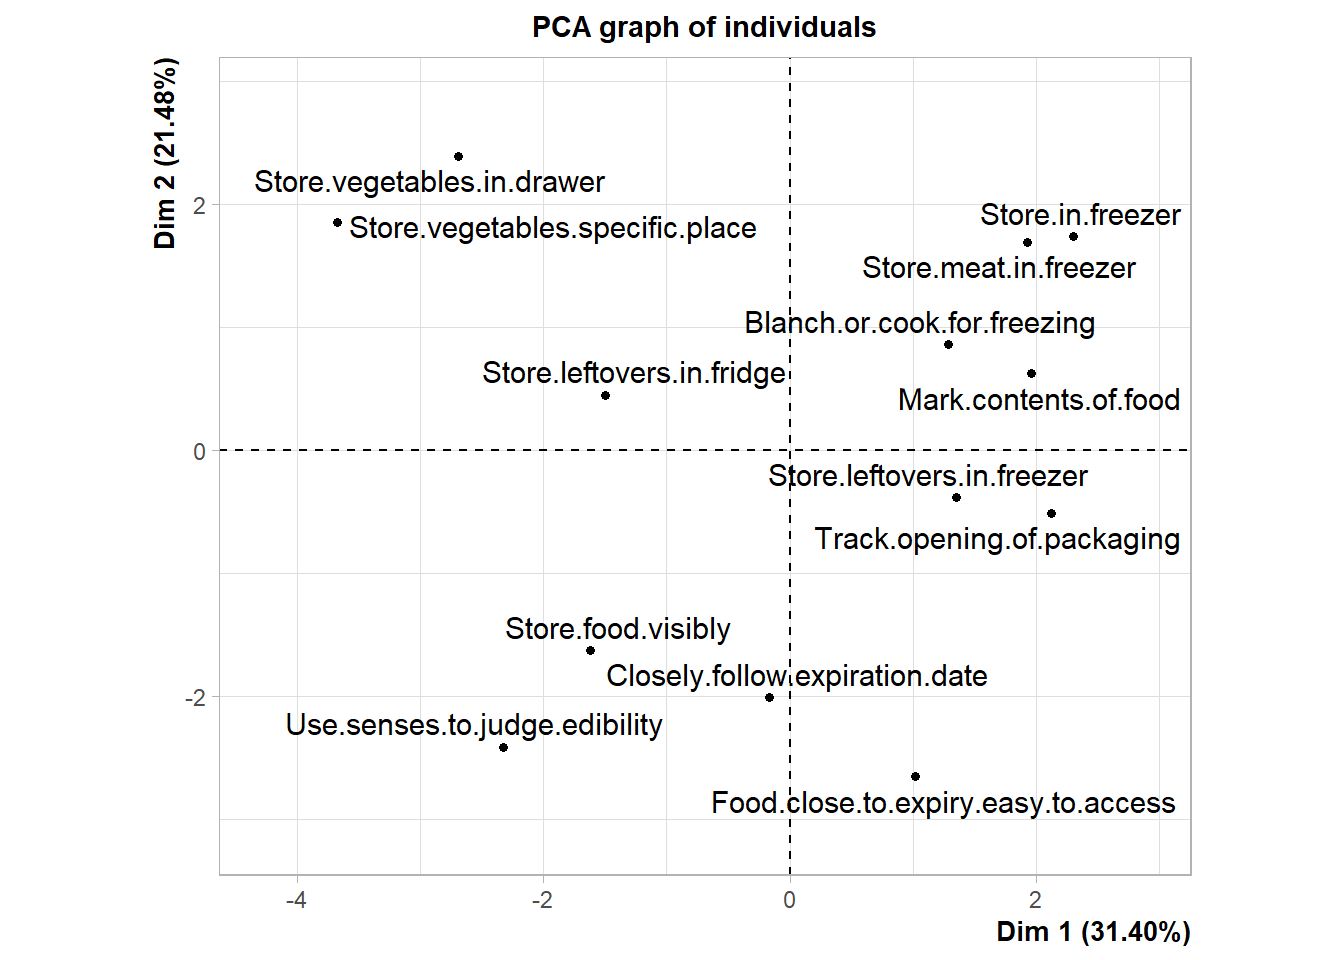 PCA graph of individuals
Dim 2 (21.48%)
Store.vegetables.in.drawer
2
Store.vegetables.specific.place
Store.in.freezer
Store.meat.in.freezer
Blanch.or.cook.for.freezing
Store.leftovers.in.fridge
Mark.contents.of.food
0
Store.leftovers.in.freezer
Track.opening.of.packaging
Store.food.visibly
Closely.follow.expiration.date
-2
Use.senses.to.judge.edibility
Food.close.to.expiry.easy.to.access
-4 -2 0 2
Dim 1 (31.40%)